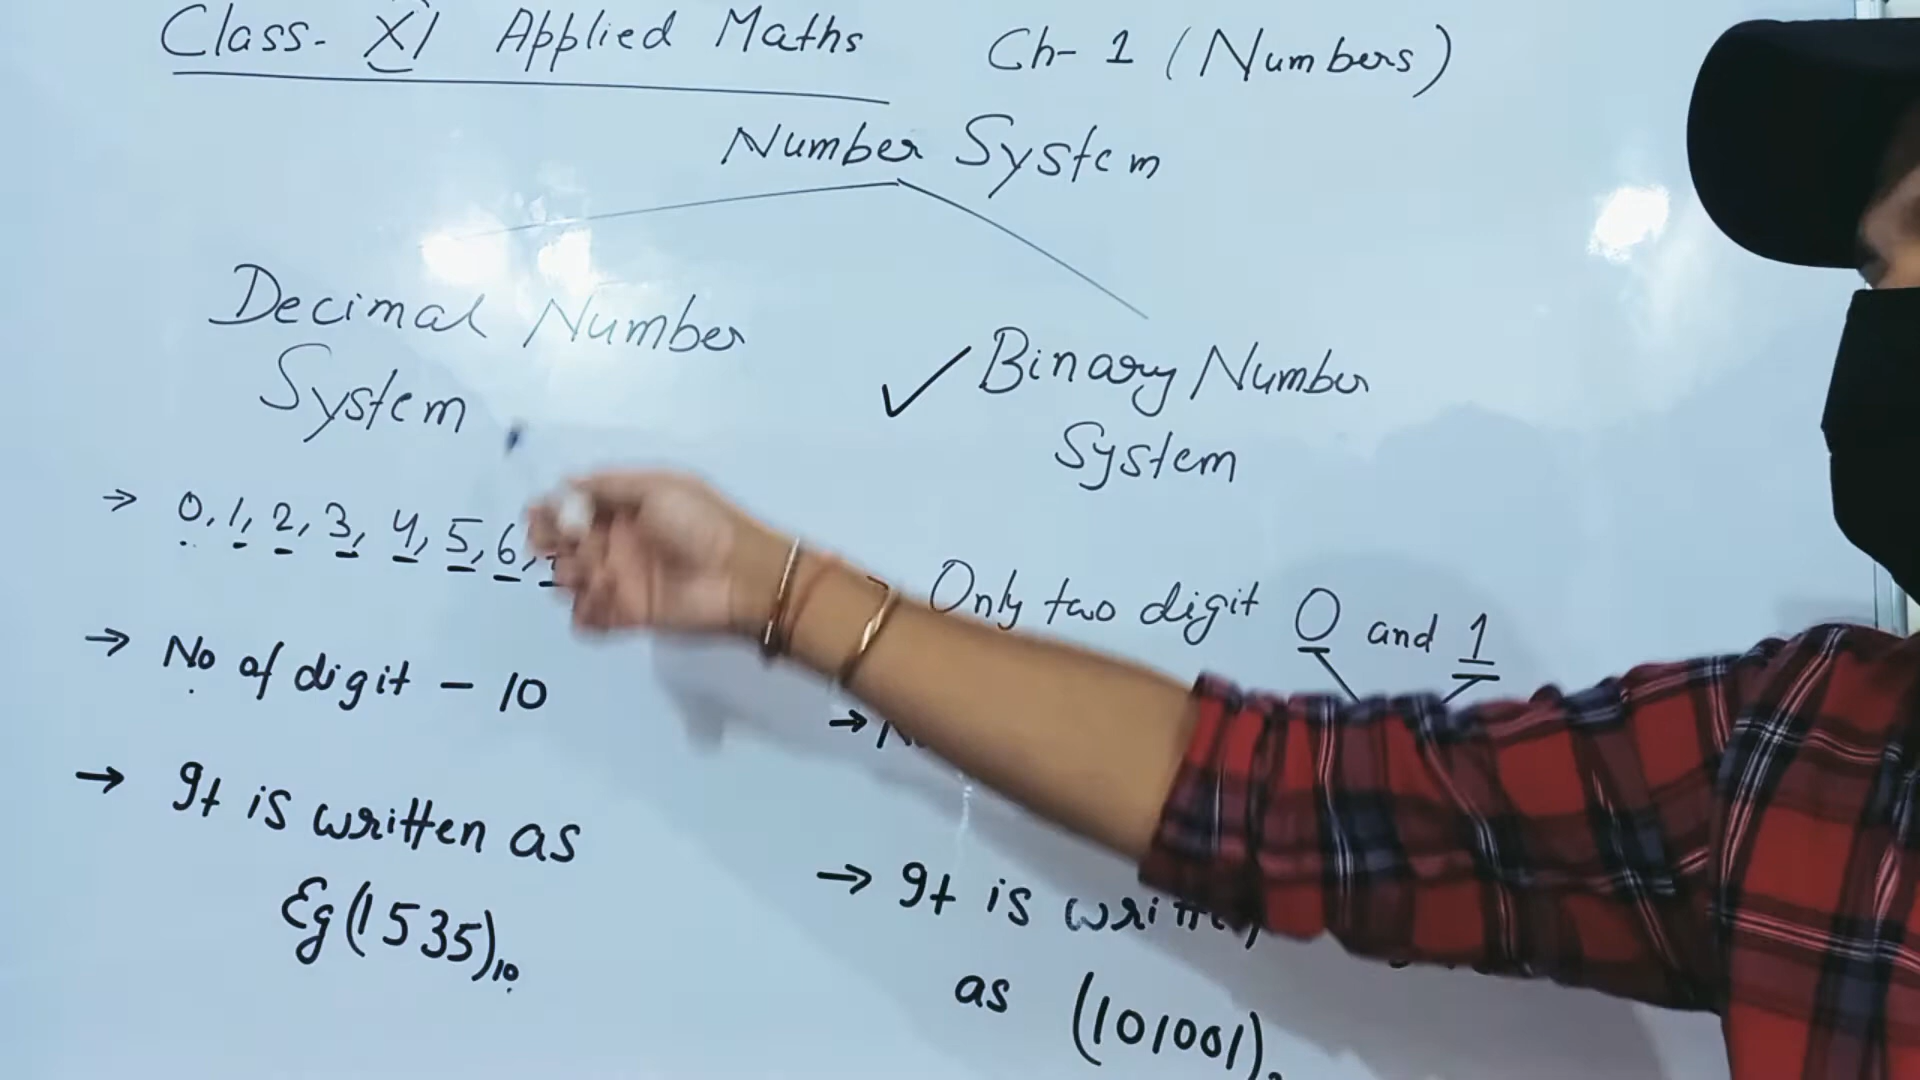 Class- XI Applied Maths Ch- 1 (Numbers)
Number System
Decimal Number
System
✓ Binary Number
System
→ 0, 1, 2, 3, 4, 5, 6,
→ No of digit - 10
→ It is written as
Eg (1535)10
Only two digit 0 and 1
→
→ It is written
as (101001)